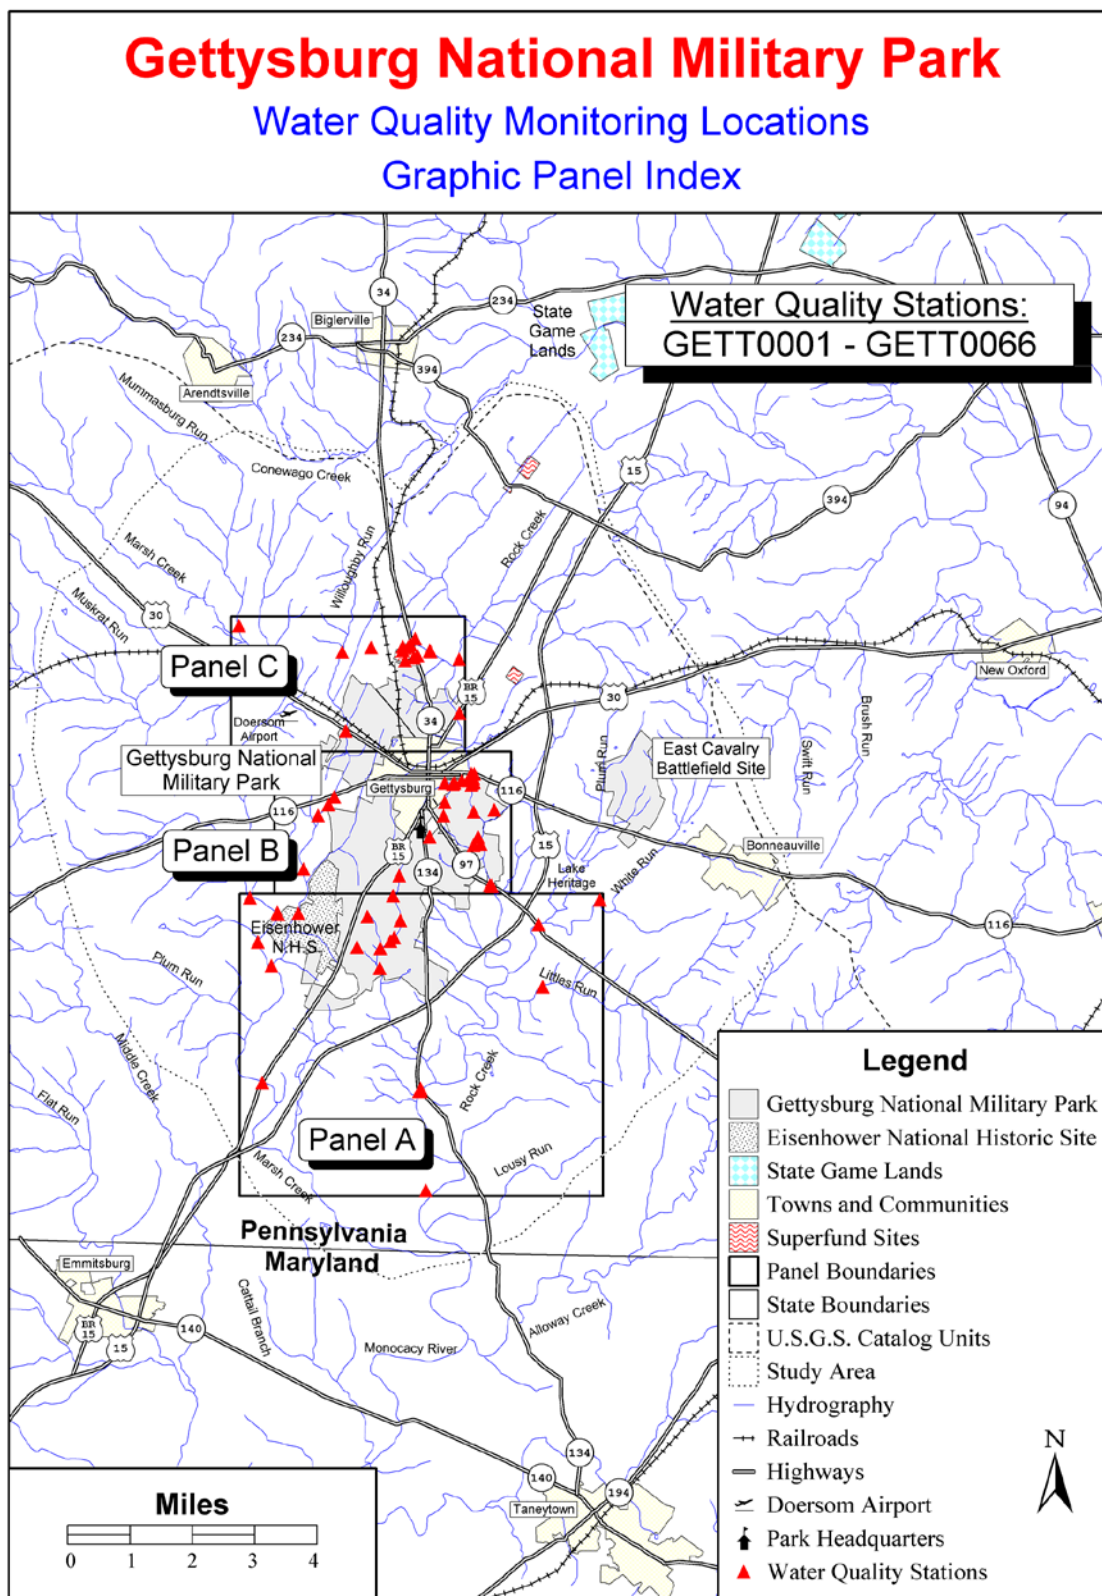 Gettysburg National Military Park
Water Quality Monitoring Locations
Graphic Panel Index
Water Quality Stations:
GETT0001 - GETT0066
34
234
Biglerville
State
Game
Lands
234
394
Arendtsville
Mummasburg Run
Conewago Creek
15
394
94
Rock Creek
Willoughby Run
Marsh Creek
Muskrat Run
30
Panel C
BR
15
34
30
New Oxford
Doersom
Airport
Brush Run
Swift Run
Plum Run
East Cavalry
Battlefield Site
Gettysburg National
Military Park
Gettysburg
116
116
BR
15
134
97
15
Bonneauville
Panel B
Lake
Heritage
White Run
116
Eisenhower
N.H.S.
Plum Run
Littles Run
Middle Creek
Flat Run
Rock Creek
Panel A
Lousy Run
Marsh Creek
Pennsylvania
Maryland
Emmitsburg
BR
15
15
140
Cattail Branch
Monocacy River
Alloway Creek
134
140
194
Taneytown
Legend
Gettysburg National Military Park
Eisenhower National Historic Site
State Game Lands
Towns and Communities
Superfund Sites
Panel Boundaries
State Boundaries
U.S.G.S. Catalog Units
Study Area
Hydrography
Railroads
Highways
Doersom Airport
Park Headquarters
Water Quality Stations
N
Miles
0 1 2 3 4